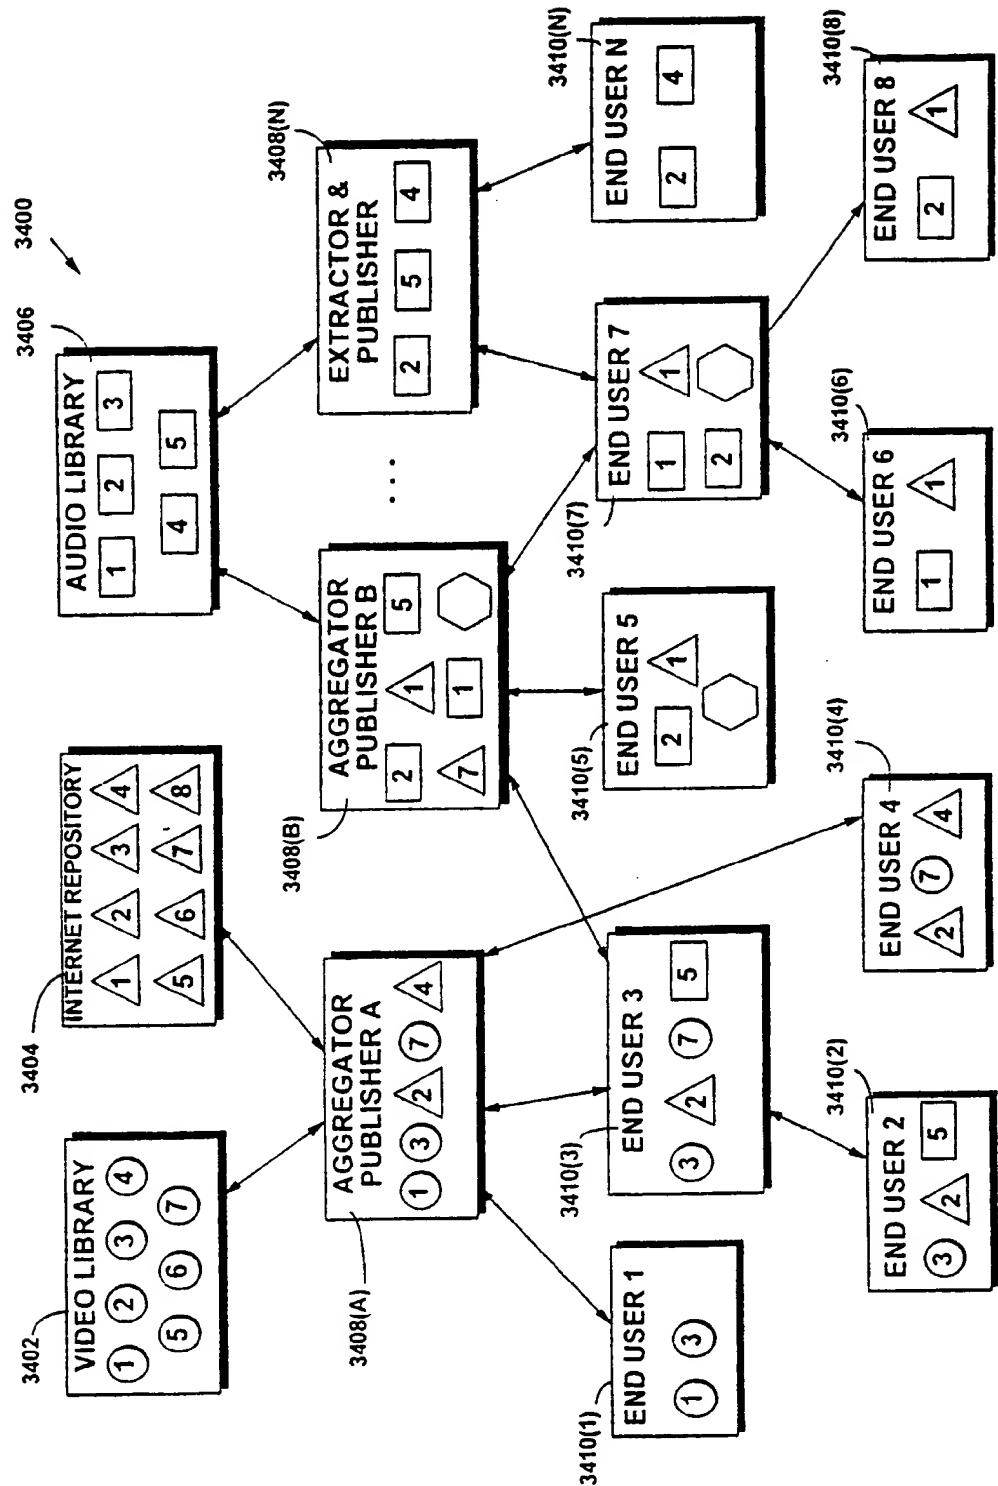 3400
3402
VIDEO LIBRARY
1 2 3 4
5 6 7
3404
INTERNET REPOSITORY
1 2 3 4
5 6 7 8
3406
AUDIO LIBRARY
1 2 3
4 5
3408(A)
AGGREGATOR
PUBLISHER A
1 3 2 7 4
3408(B)
AGGREGATOR
PUBLISHER B
2 1 5
7 1
...
3408(N)
EXTRACTOR &
PUBLISHER
2 5 4
3410(1)
END USER 1
1 3
3410(3)
END USER 3
3 2 7 5
3410(5)
END USER 5
2 1
3410(7)
END USER 7
1 1
2
3410(N)
END USER N
2 4
3410(2)
END USER 2
3 2 5
3410(4)
END USER 4
2 7 4
3410(6)
END USER 6
1 1
3410(8)
END USER 8
2 1